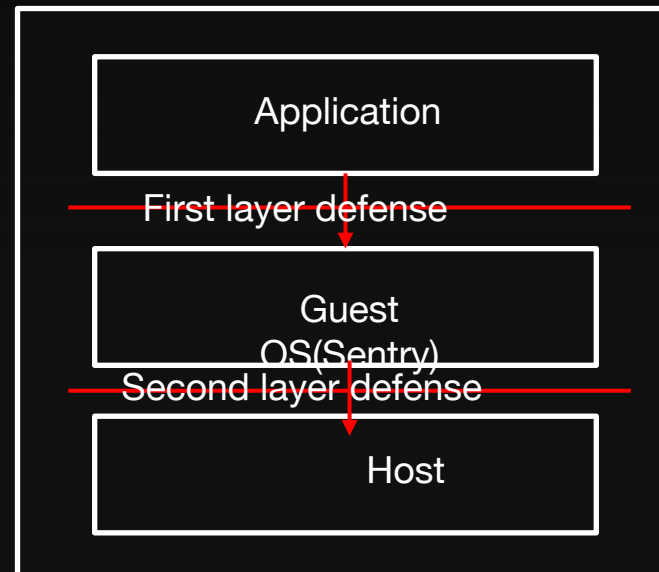 Application
First layer defense
Guest
OS(Sentry)
Second layer defense
Host